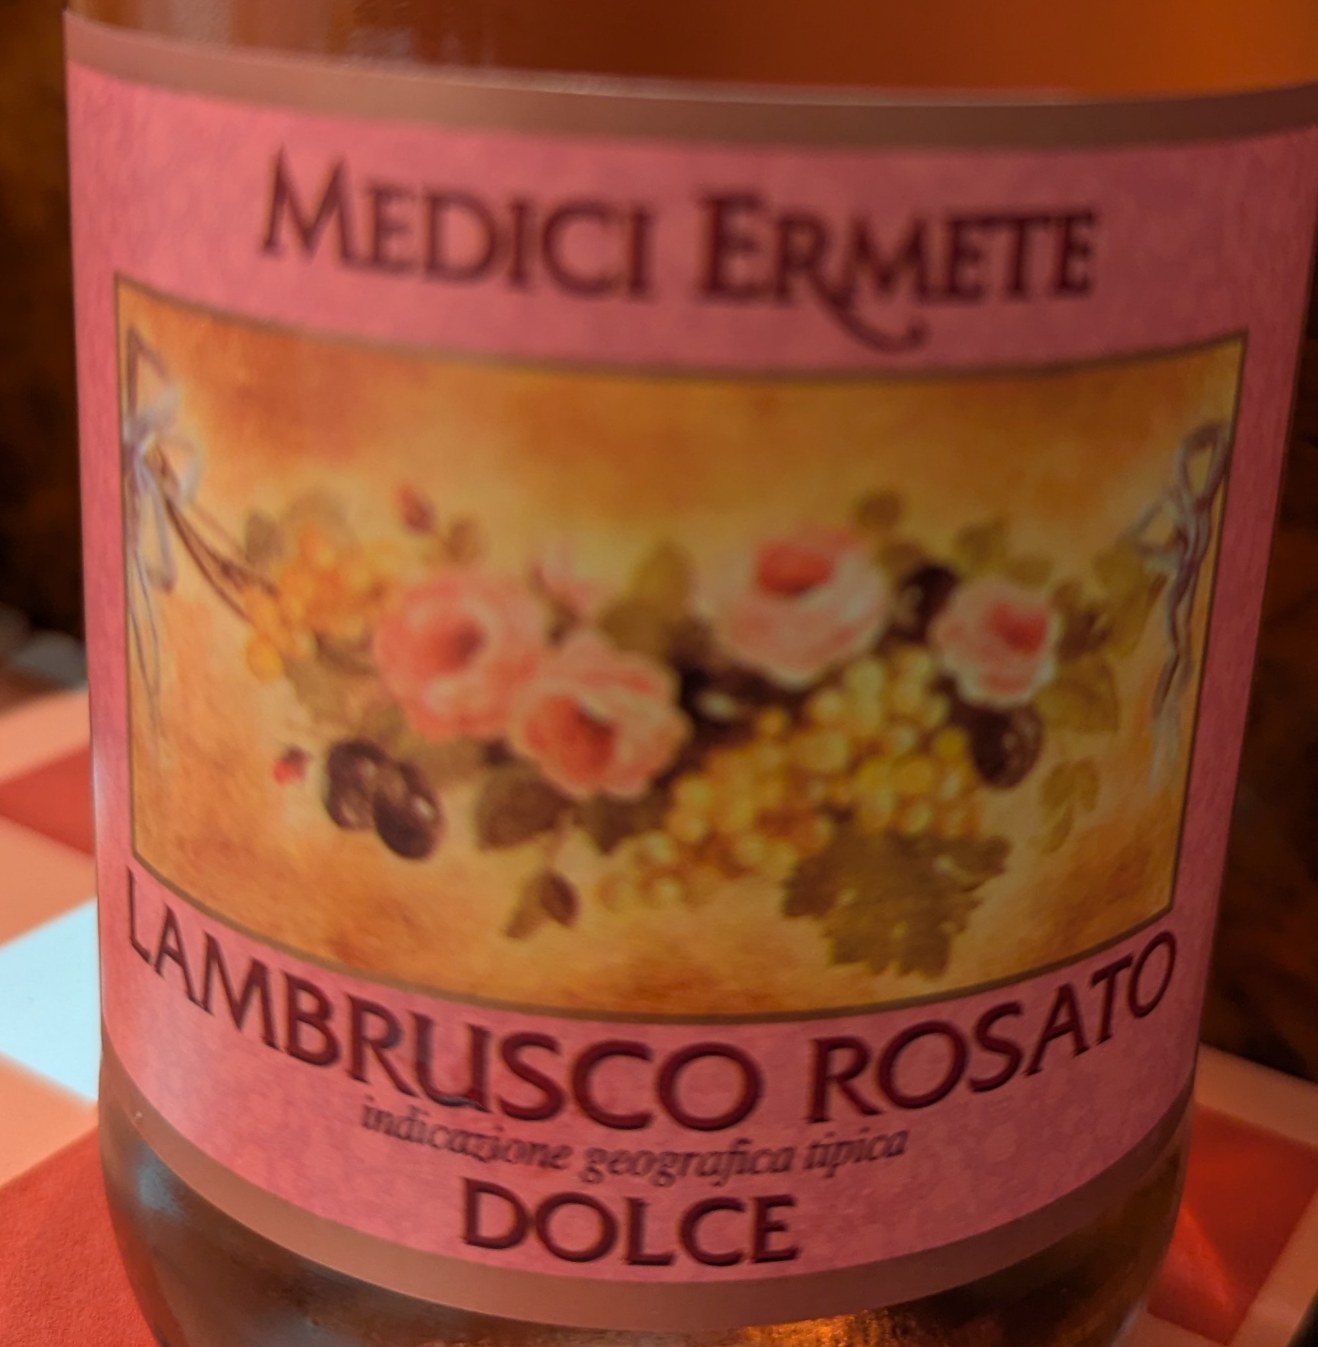 MEDICI ERMETE
LAMBRUSCO ROSATO
indicazione geografica tipica
DOLCE